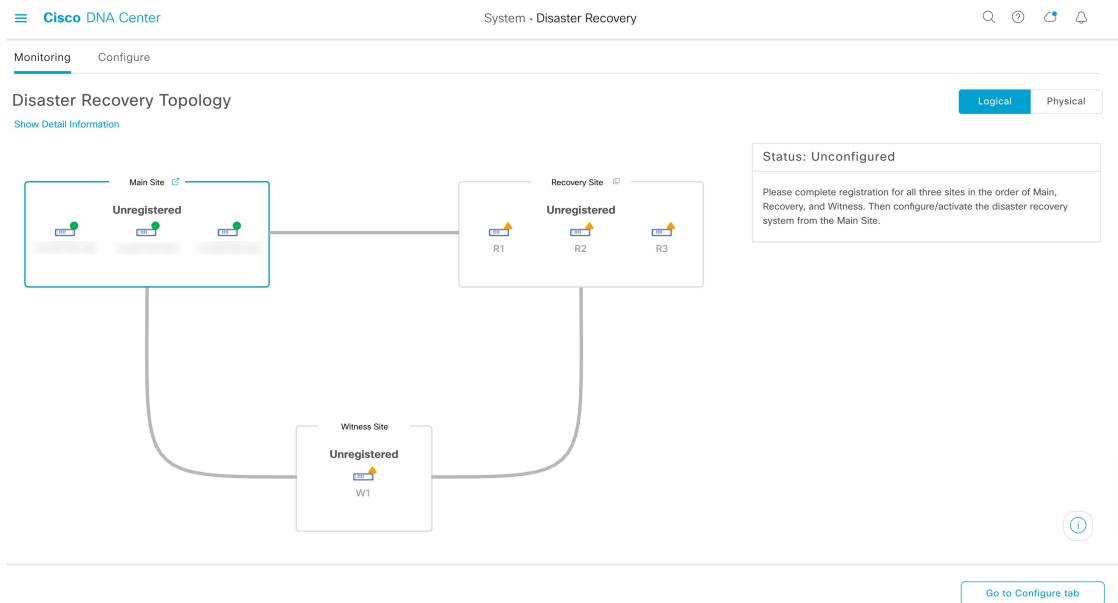 Cisco DNA Center
System · Disaster Recovery
Monitoring
Configure
Disaster Recovery Topology
Logical
Physical
Show Detail Information
Main Site
Unregistered
Recovery Site
Unregistered
R1
R2
R3
Status: Unconfigured
Please complete registration for all three sites in the order of Main,
Recovery, and Witness. Then configure/activate the disaster recovery
system from the Main Site.
Witness Site
Unregistered
W1
Go to Configure tab